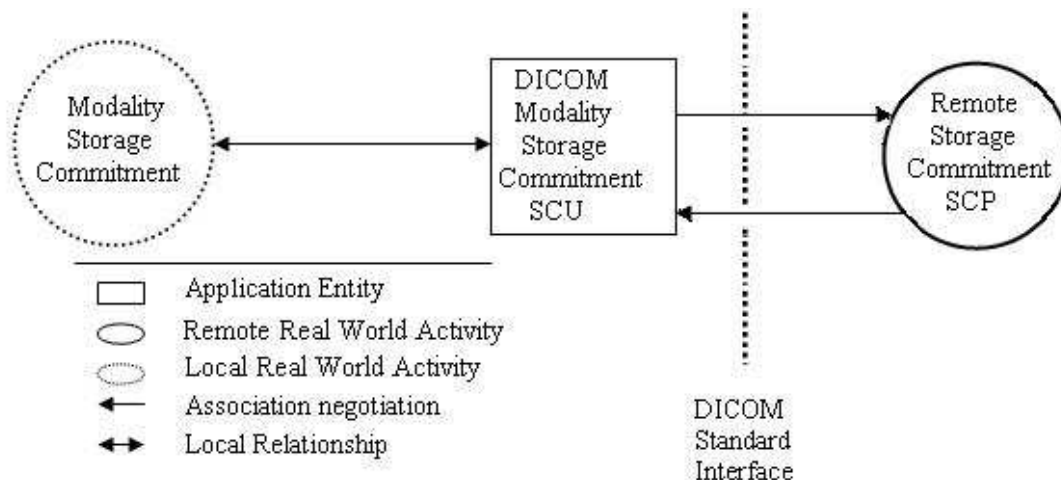 Modality
Storage
Commitment
DICOM
Modality
Storage
Commitment
SCU
Remote
Storage
Commitment
SCP
Application Entity
Remote Real World Activity
Local Real World Activity
Association negotiation
Local Relationship
DICOM
Standard
Interface